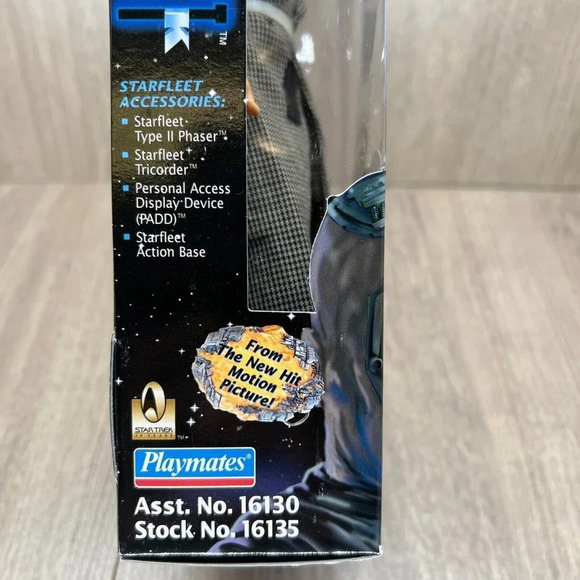 K
TM
STARFLEET
ACCESSORIES:
Starfleet
Type II Phaser™
Starfleet
Tricorder™
Personal Access
Display Device
(PADD)™
Starfleet
Action Base
From
The New Hit
Motion
Picture!
STAR TREK
TM
Playmates®
Asst. No. 16130
Stock No. 16135